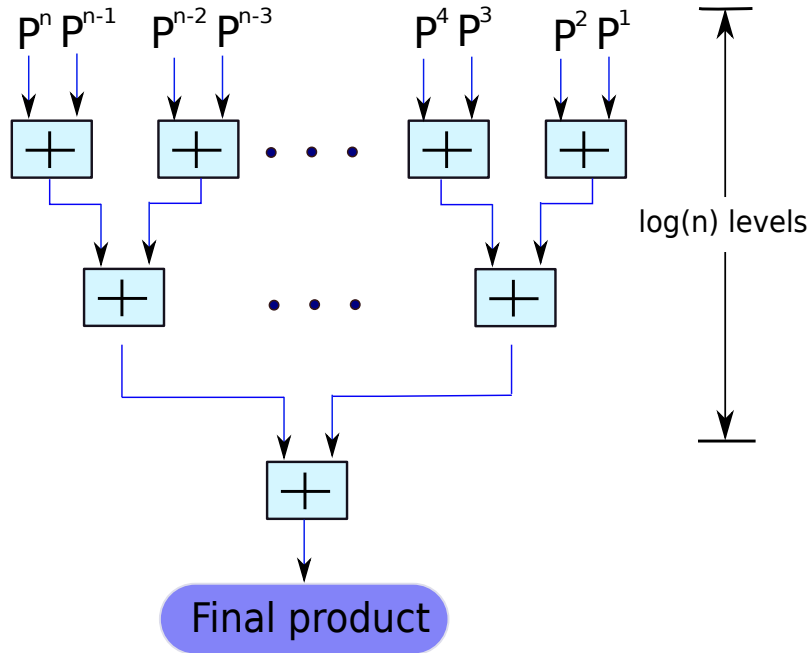 Pⁿ Pⁿ⁻¹ Pⁿ⁻² Pⁿ⁻³ P⁴ P³ P² P¹
+ + + +
log(n) levels
+ +
+
Final product